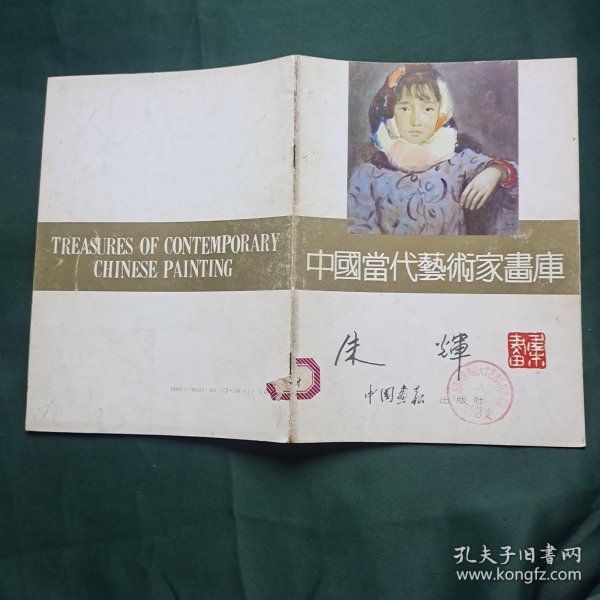 TREASURES OF CONTEMPORARY
CHINESE PAINTING
中國當代藝術家畫庫
朱 輝
中国画报 出版社
孔夫子旧书网
www.kongfz.com